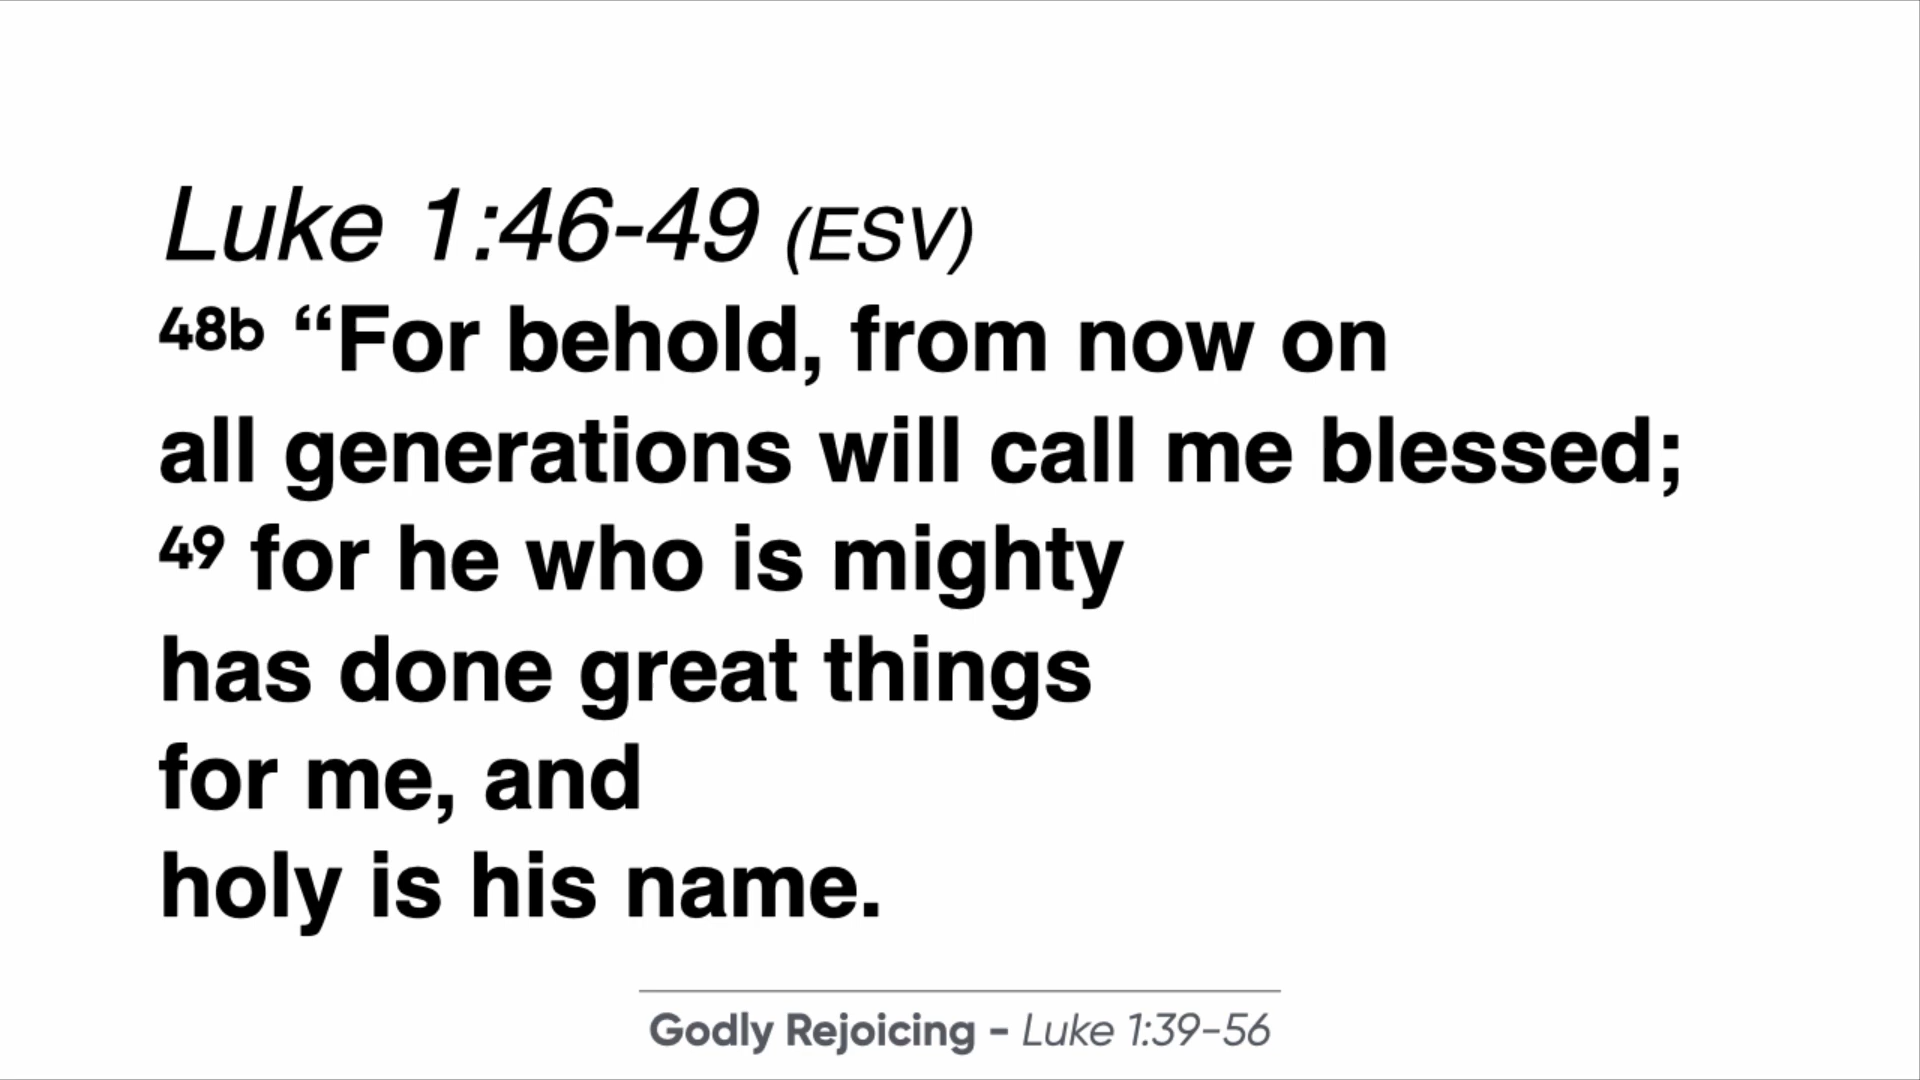 Luke 1:46-49 (ESV)
48b “For behold, from now on
all generations will call me blessed;
49 for he who is mighty
has done great things
for me, and
holy is his name.
Godly Rejoicing – Luke 1:39–56